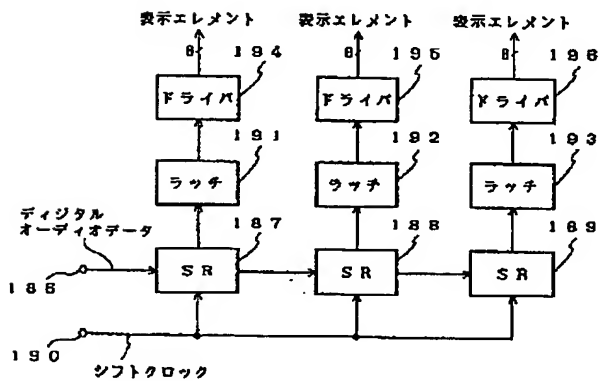 表示エレメント 表示エレメント 表示エレメント
8 194 8 195 8 196
ドライバ ドライバ ドライバ
191 192 193
ラッチ ラッチ ラッチ
ディジタル
オーディオデータ
187 188 189
SR SR SR
186
190
シフトクロック